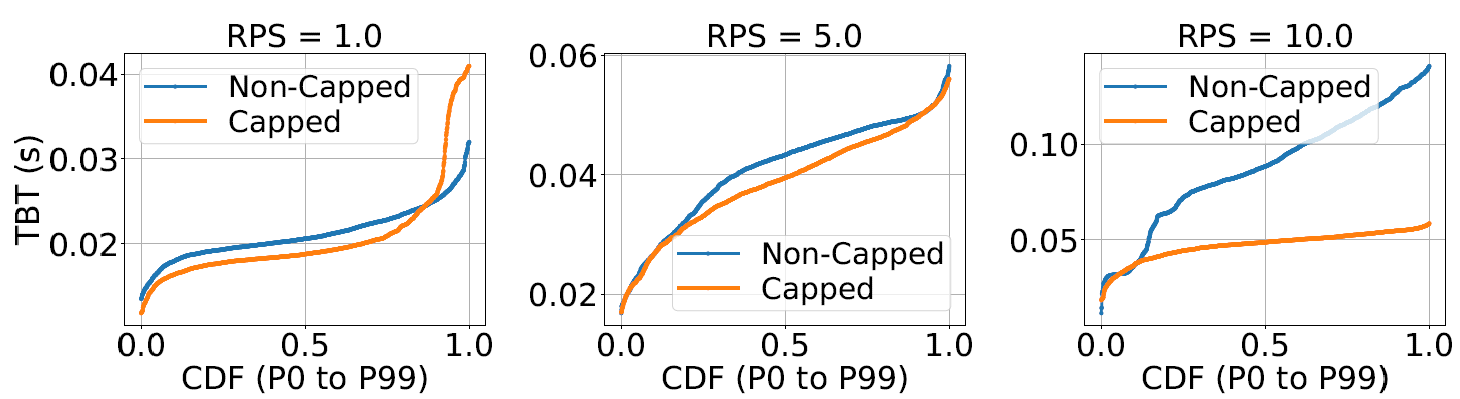 RPS = 1.0
0.04
0.03
0.02
TBT (s)
Non-Capped
Capped
0.0 0.5 1.0
CDF (P0 to P99)
RPS = 5.0
0.06
0.04
0.02
Non-Capped
Capped
0.0 0.5 1.0
CDF (P0 to P99)
RPS = 10.0
0.10
0.05
Non-Capped
Capped
0.0 0.5 1.0
CDF (P0 to P99)